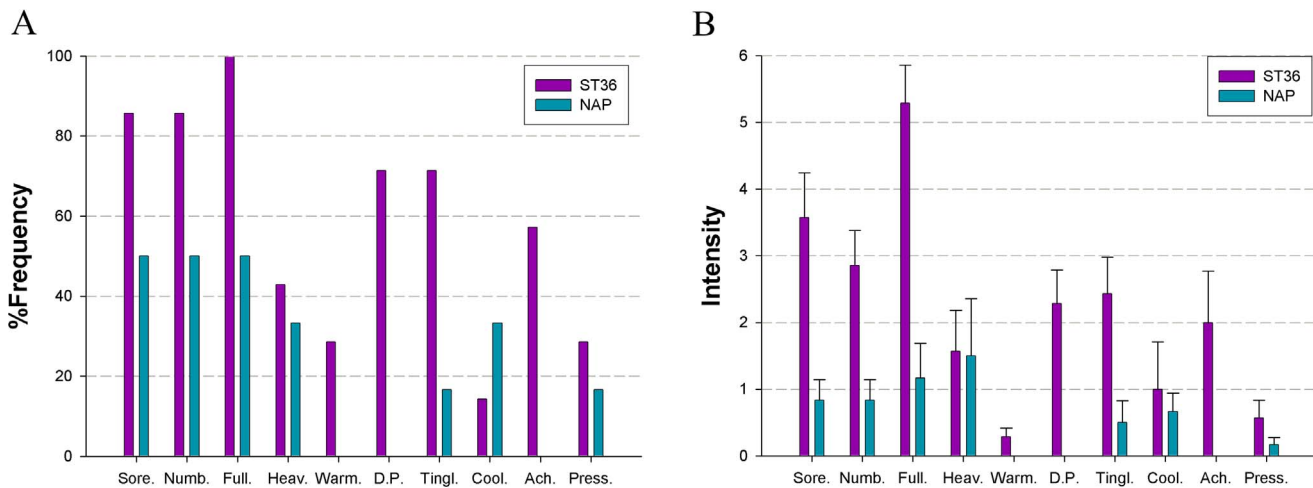 A
%Frequency
100
80
60
40
20
0
ST36
NAP
Sore. Numb. Full. Heav. Warm. D.P. Tingl. Cool. Ach. Press.
B
Intensity
6
5
4
3
2
1
0
ST36
NAP
Sore. Numb. Full. Heav. Warm. D.P. Tingl. Cool. Ach. Press.